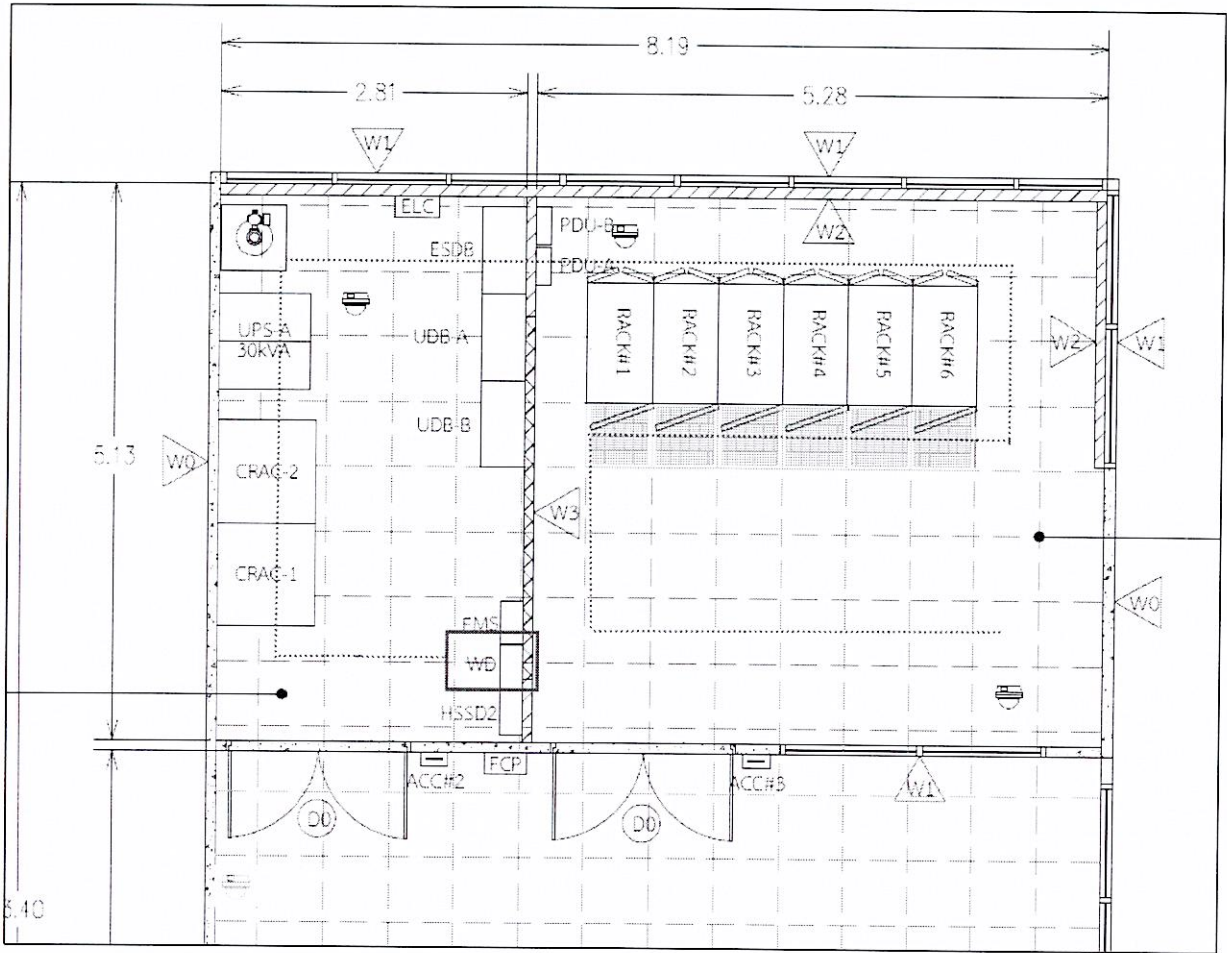 8.19
2.81
5.28
W1
W1
ELC
W2
PDU-B
ESDB
PDU-A
UPS-A
30kVA
UDB-A
RACK#1
RACK#2
RACK#3
RACK#4
RACK#5
RACK#6
W2
W1
UDB-B
5.13
W0
CRAC-2
W3
CRAC-1
W0
EMS
WD
HSSD2
ACC#2
FCP
ACC#3
W1
D0
D0